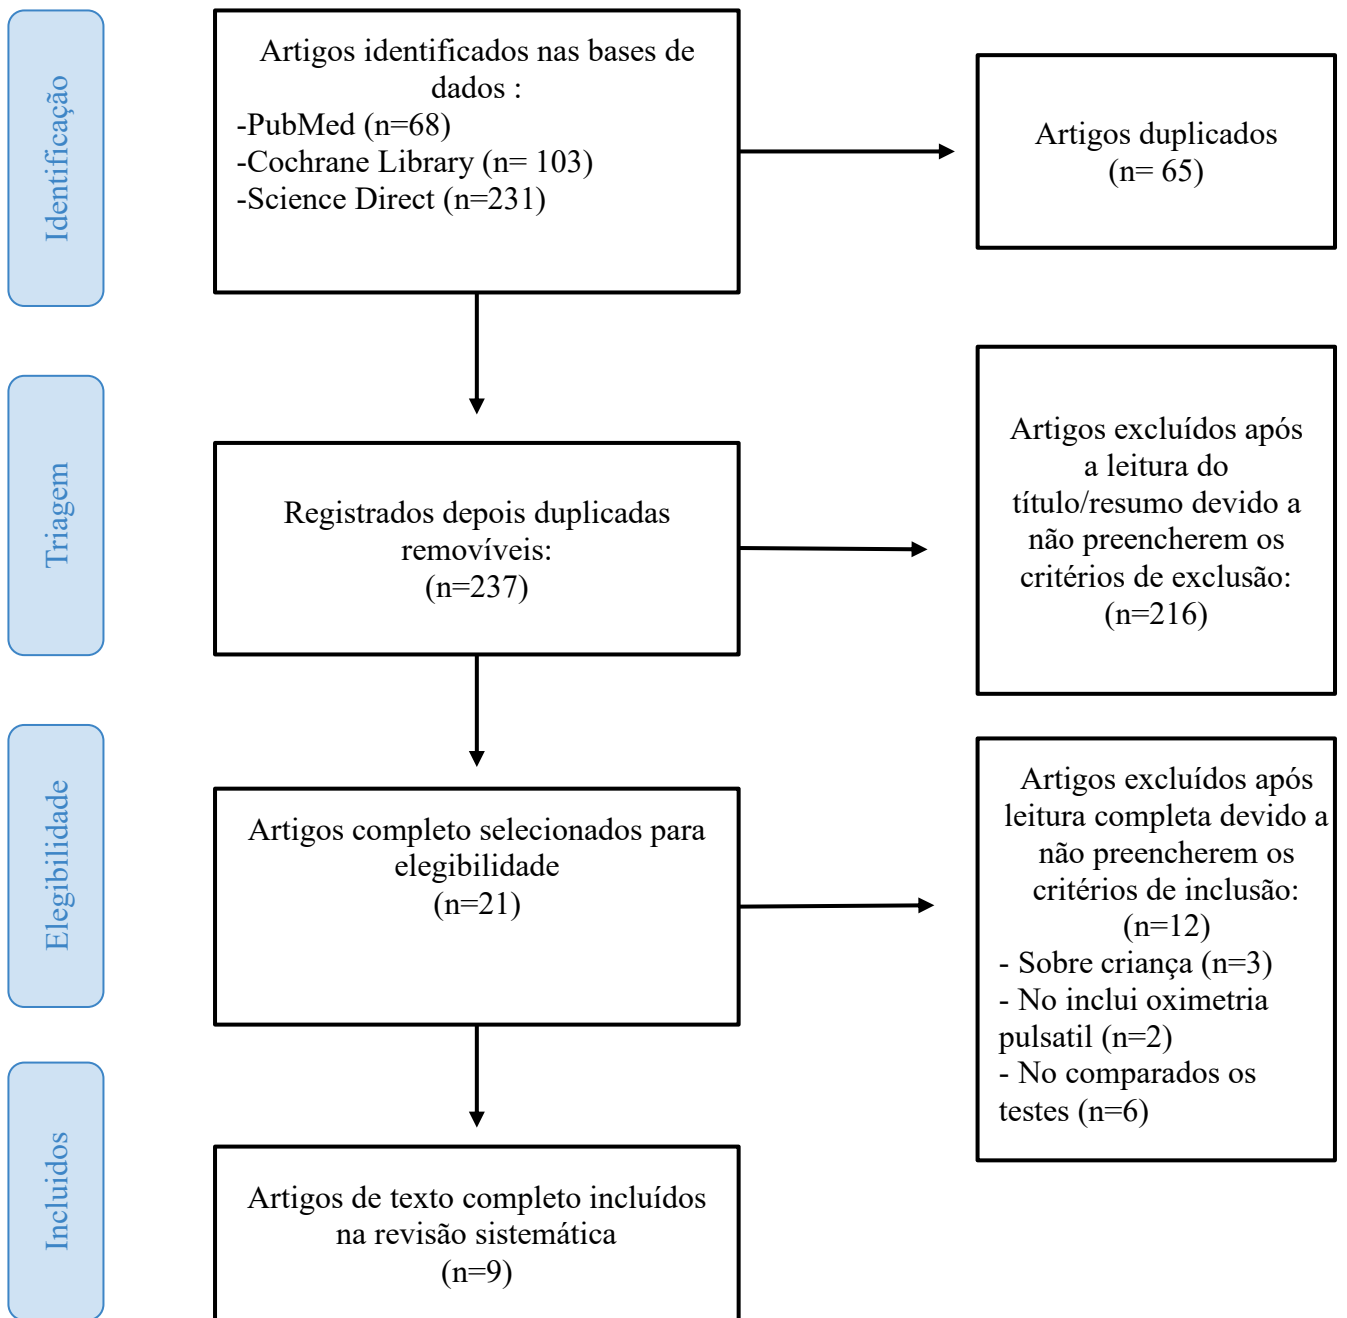 Identificação
Artigos identificados nas bases de
dados :
-PubMed (n=68)
-Cochrane Library (n= 103)
-Science Direct (n=231)
Artigos duplicados
(n= 65)
Triagem
Registrados depois duplicadas
removíveis:
(n=237)
Artigos excluídos após
a leitura do
título/resumo devido a
não preencherem os
critérios de exclusão:
(n=216)
Elegibilidade
Artigos completo selecionados para
elegibilidade
(n=21)
Artigos excluídos após
leitura completa devido a
não preencherem os
critérios de inclusão:
(n=12)
- Sobre criança (n=3)
- No inclui oximetria
pulsatil (n=2)
- No comparados os
testes (n=6)
Incluidos
Artigos de texto completo incluídos
na revisão sistemática
(n=9)